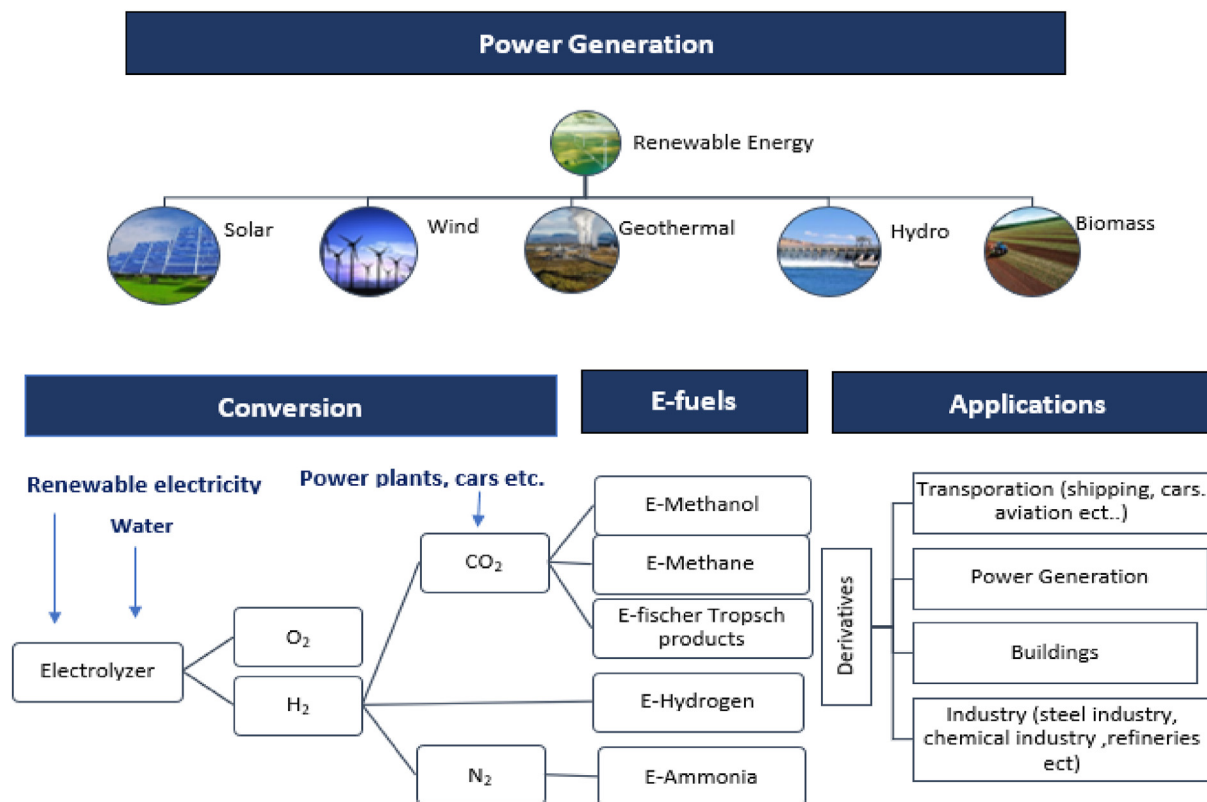 Power Generation
Renewable Energy
Solar
Wind
Geothermal
Hydro
Biomass
Conversion
E-fuels
Applications
Renewable electricity
Water
Power plants, cars etc.
Electrolyzer
O₂
H₂
CO₂
N₂
E-Methanol
E-Methane
E-fischer Tropsch
products
E-Hydrogen
E-Ammonia
Derivatives
Transporation (shipping, cars..
aviation ect..)
Power Generation
Buildings
Industry (steel industry,
chemical industry ,refineries
ect)